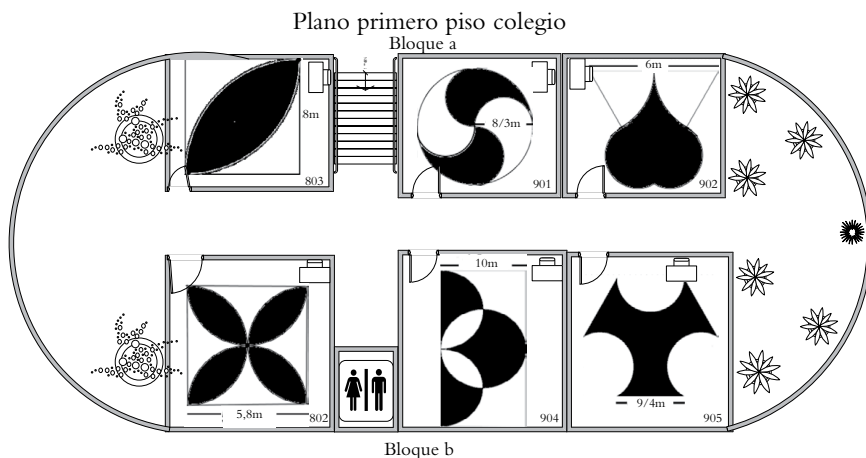 Plano primero piso colegio
Bloque a
8m
803
8/3m
901
6m
902
5,8m
802
10m
904
9/4m
905
Bloque b